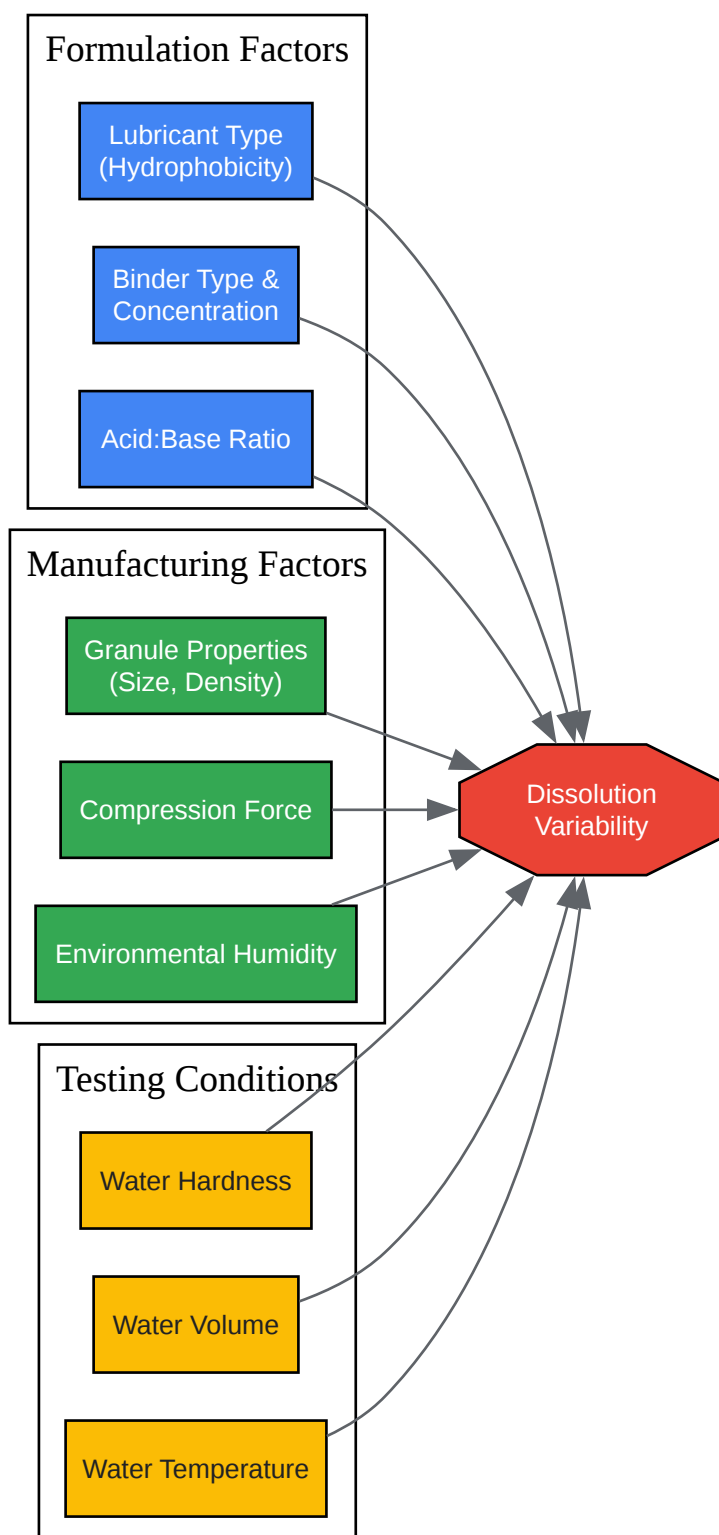 Formulation Factors
Lubricant Type
(Hydrophobicity)
Binder Type &
Concentration
Acid:Base Ratio
Manufacturing Factors
Granule Properties
(Size, Density)
Compression Force
Environmental Humidity
Dissolution
Variability
Testing Conditions
Water Hardness
Water Volume
Water Temperature